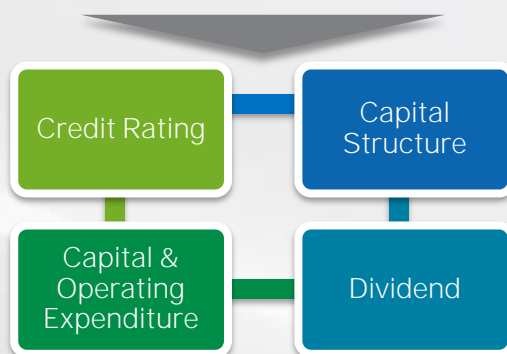 Credit Rating
Capital
Structure
Capital &
Operating
Expenditure
Dividend